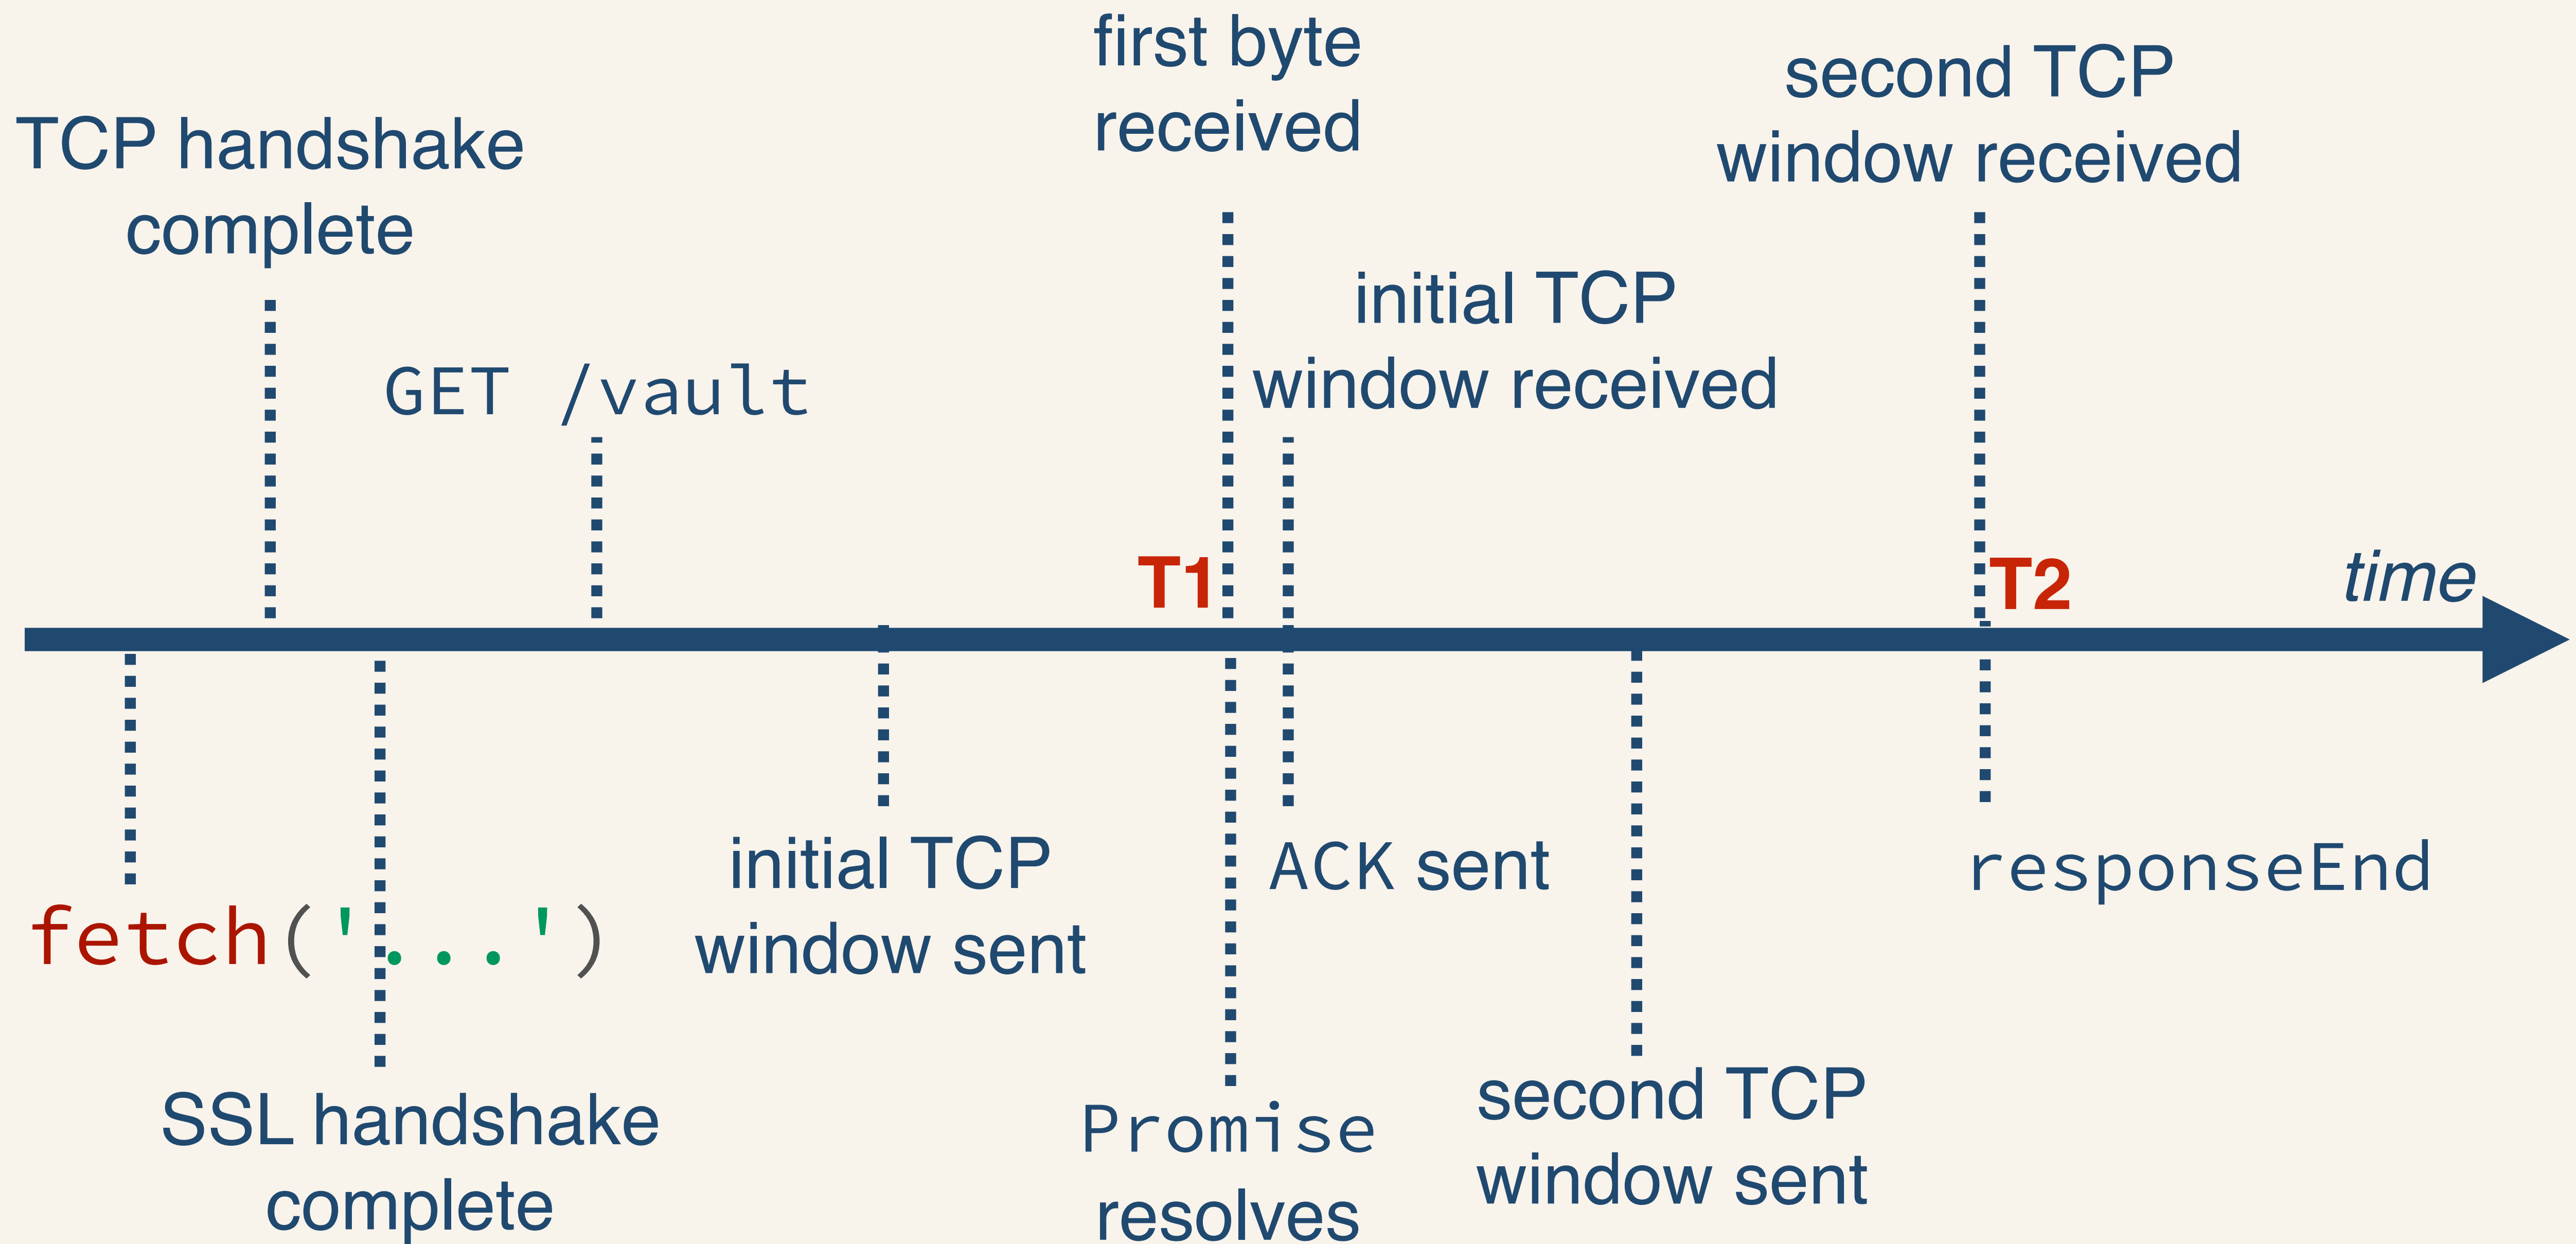 first byte
received
second TCP
window received
TCP handshake
complete
initial TCP
window received
GET /vault
T1
T2
time
fetch('...')
initial TCP
window sent
ACK sent
responseEnd
SSL handshake
complete
Promise
resolves
second TCP
window sent